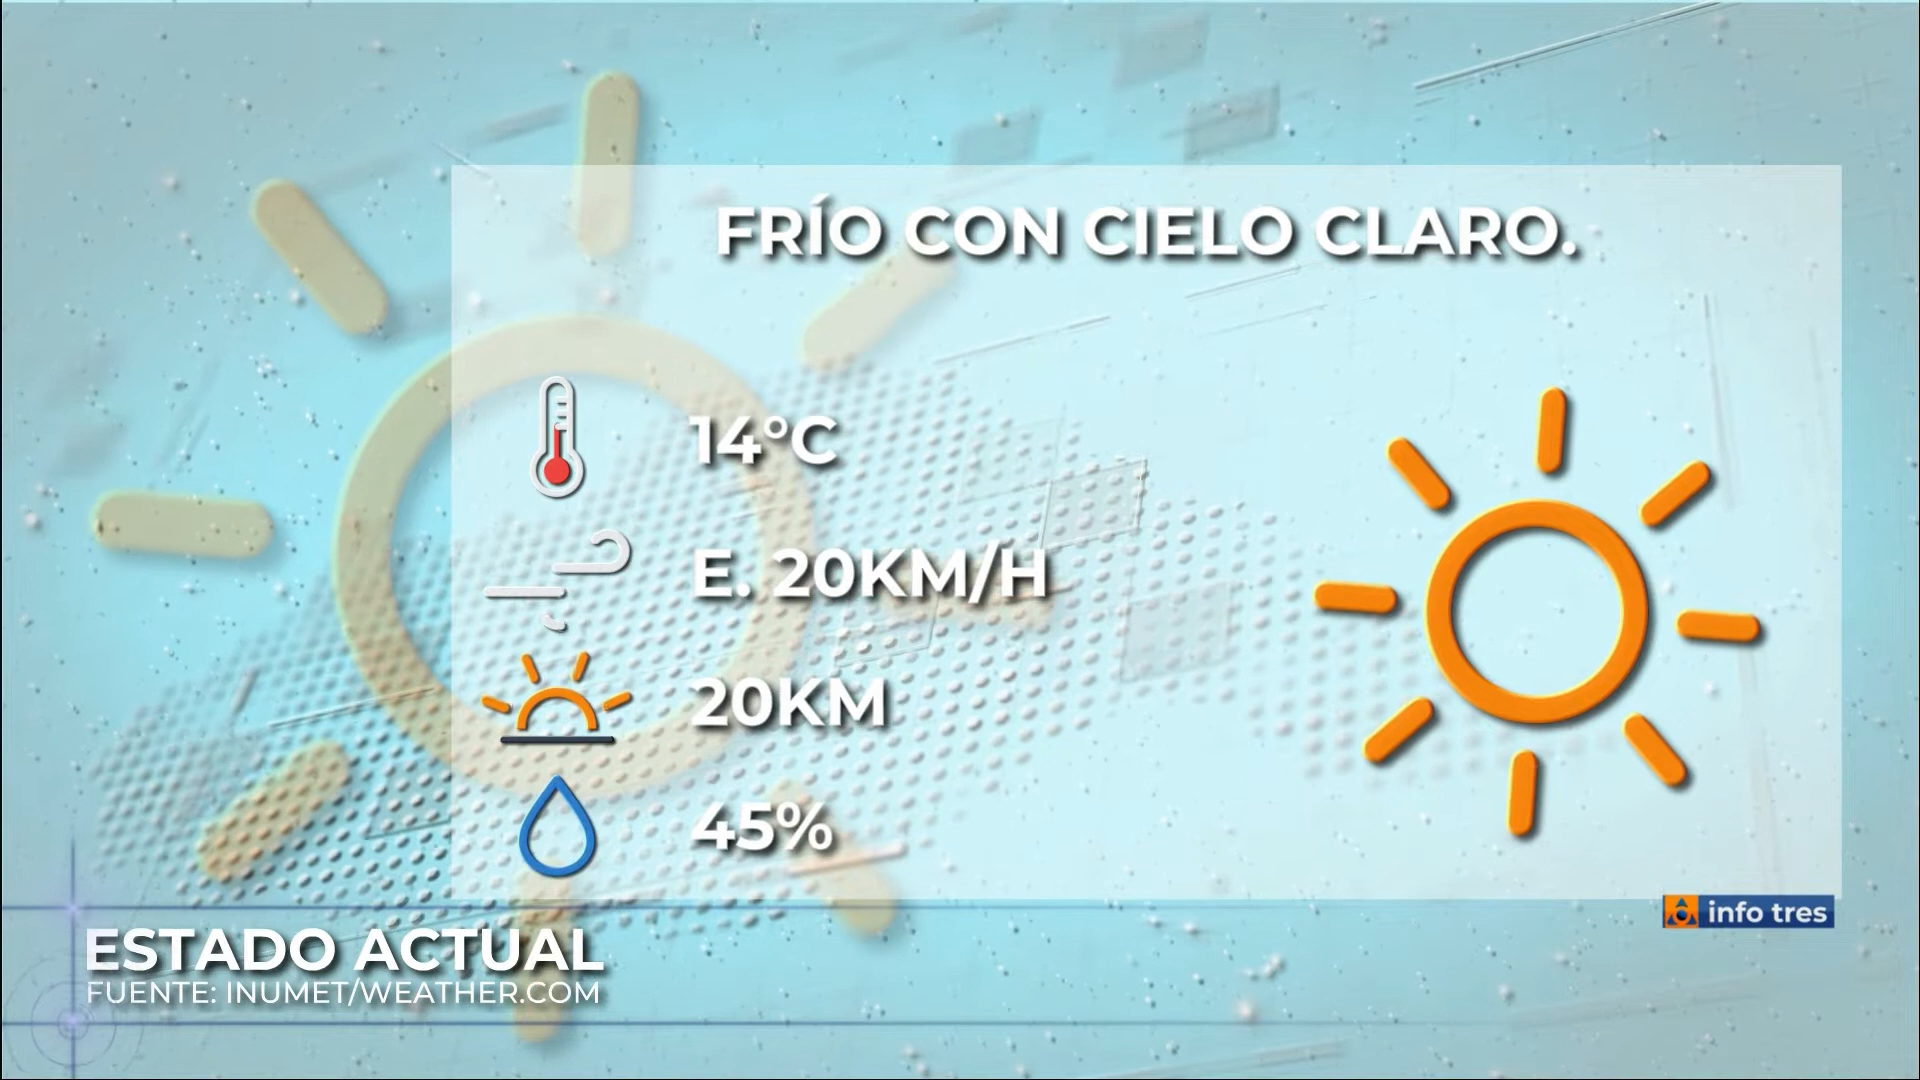 FRÍO CON CIELO CLARO.
14°C
E. 20KM/H
20KM
45%
info tres
ESTADO ACTUAL
FUENTE: INUMET/WEATHER.COM